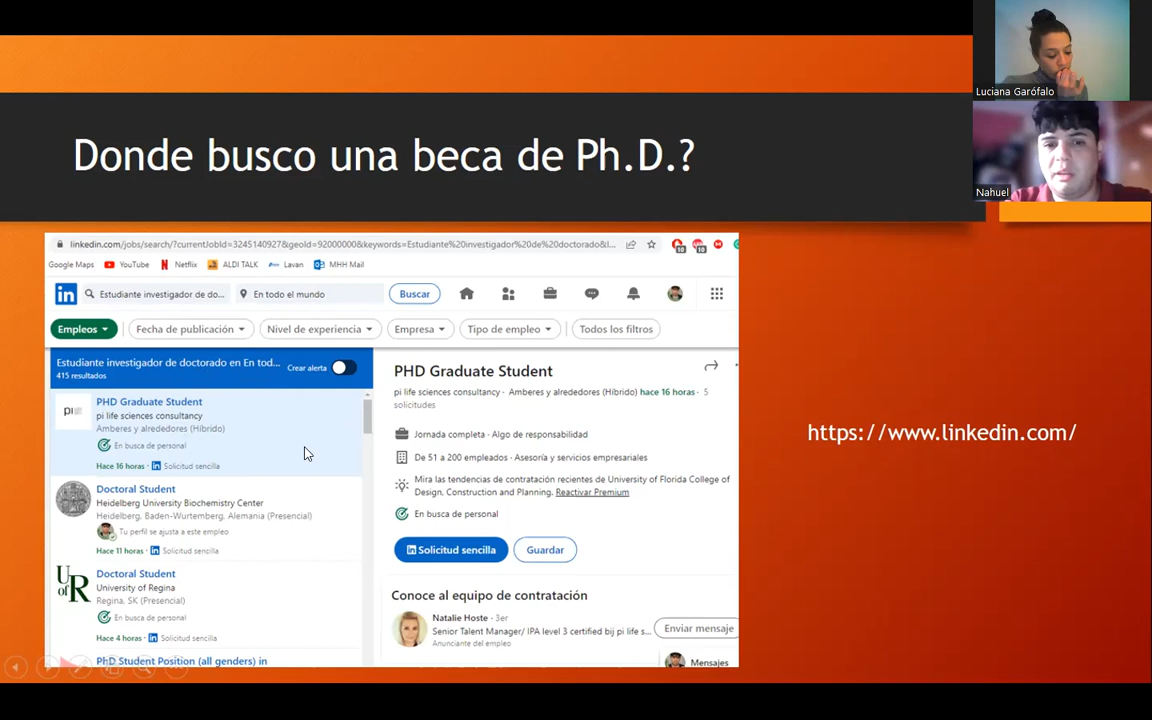 Luciana Garófalo
Donde busco una beca de Ph.D.?
Nahuel
linkedin.com/jobs/search/?currentJobId=3245140927&geoId=92000000&keywords=Estudiante%20investigador%20de%20doctorado&l...
Google Maps YouTube Netflix ALDI TALK Lavan MHH Mail
in Estudiante investigador de do... En todo el mundo Buscar
Empleos Fecha de publicación Nivel de experiencia Empresa Tipo de empleo Todos los filtros
Estudiante investigador de doctorado en En tod...
415 resultados
Crear alerta
PHD Graduate Student
pi life sciences consultancy
Amberes y alrededores (Híbrido)
En busca de personal
Hace 16 horas · in Solicitud sencilla
Doctoral Student
Heidelberg University Biochemistry Center
Heidelberg, Baden-Wurtemberg, Alemania (Presencial)
Tu perfil se ajusta a este empleo
Hace 11 horas · in Solicitud sencilla
UofR
Doctoral Student
University of Regina
Regina, SK (Presencial)
En busca de personal
Hace 4 horas · in Solicitud sencilla
PhD Student Position (all genders) in
PHD Graduate Student
pi life sciences consultancy · Amberes y alrededores (Híbrido) hace 16 horas · 5
solicitudes
Jornada completa · Algo de responsabilidad
De 51 a 200 empleados · Asesoría y servicios empresariales
Mira las tendencias de contratación recientes de University of Florida College of
Design, Construction and Planning. Reactivar Premium
En busca de personal
in Solicitud sencilla Guardar
Conoce al equipo de contratación
Natalie Hoste · 3er
Senior Talent Manager/ IPA level 3 certified bij pi life s...
Anunciante del empleo
Enviar mensaje
Mensajes
https://www.linkedin.com/